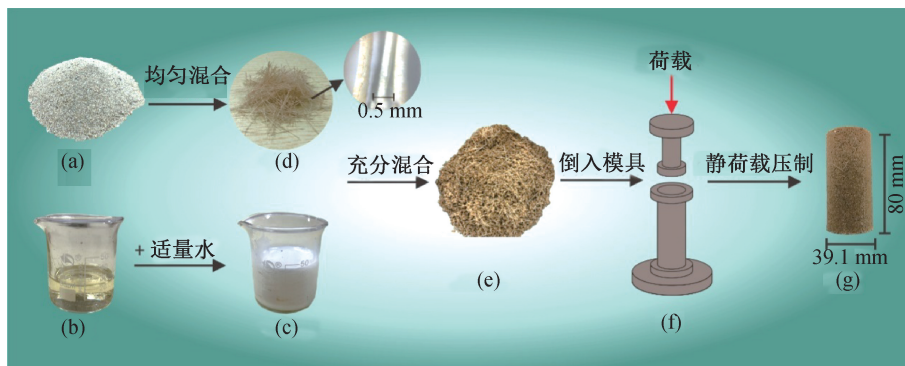 均匀混合
0.5 mm
(a)
(d)
+ 适量水
(b)
(c)
充分混合
(e)
倒入模具
荷载
(f)
静荷载压制
80 mm
39.1 mm
(g)